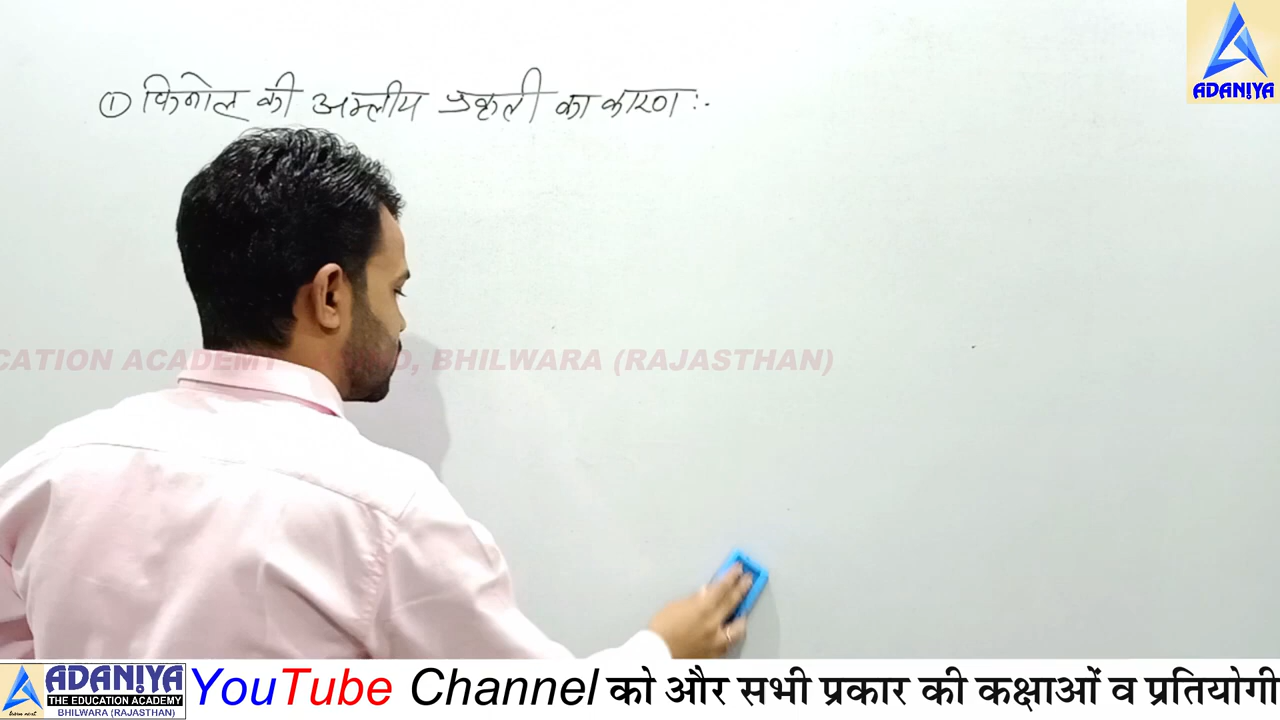 ① फिनोल की अम्लीय प्रकृती का कारण :-
ADANIYA
CATION ACADEMY
, BHILWARA (RAJASTHAN)
ADANIYA
THE EDUCATION ACADEMY
BHILWARA (RAJASTHAN)
YouTube Channel को और सभी प्रकार की कक्षाओं व प्रतियोगी